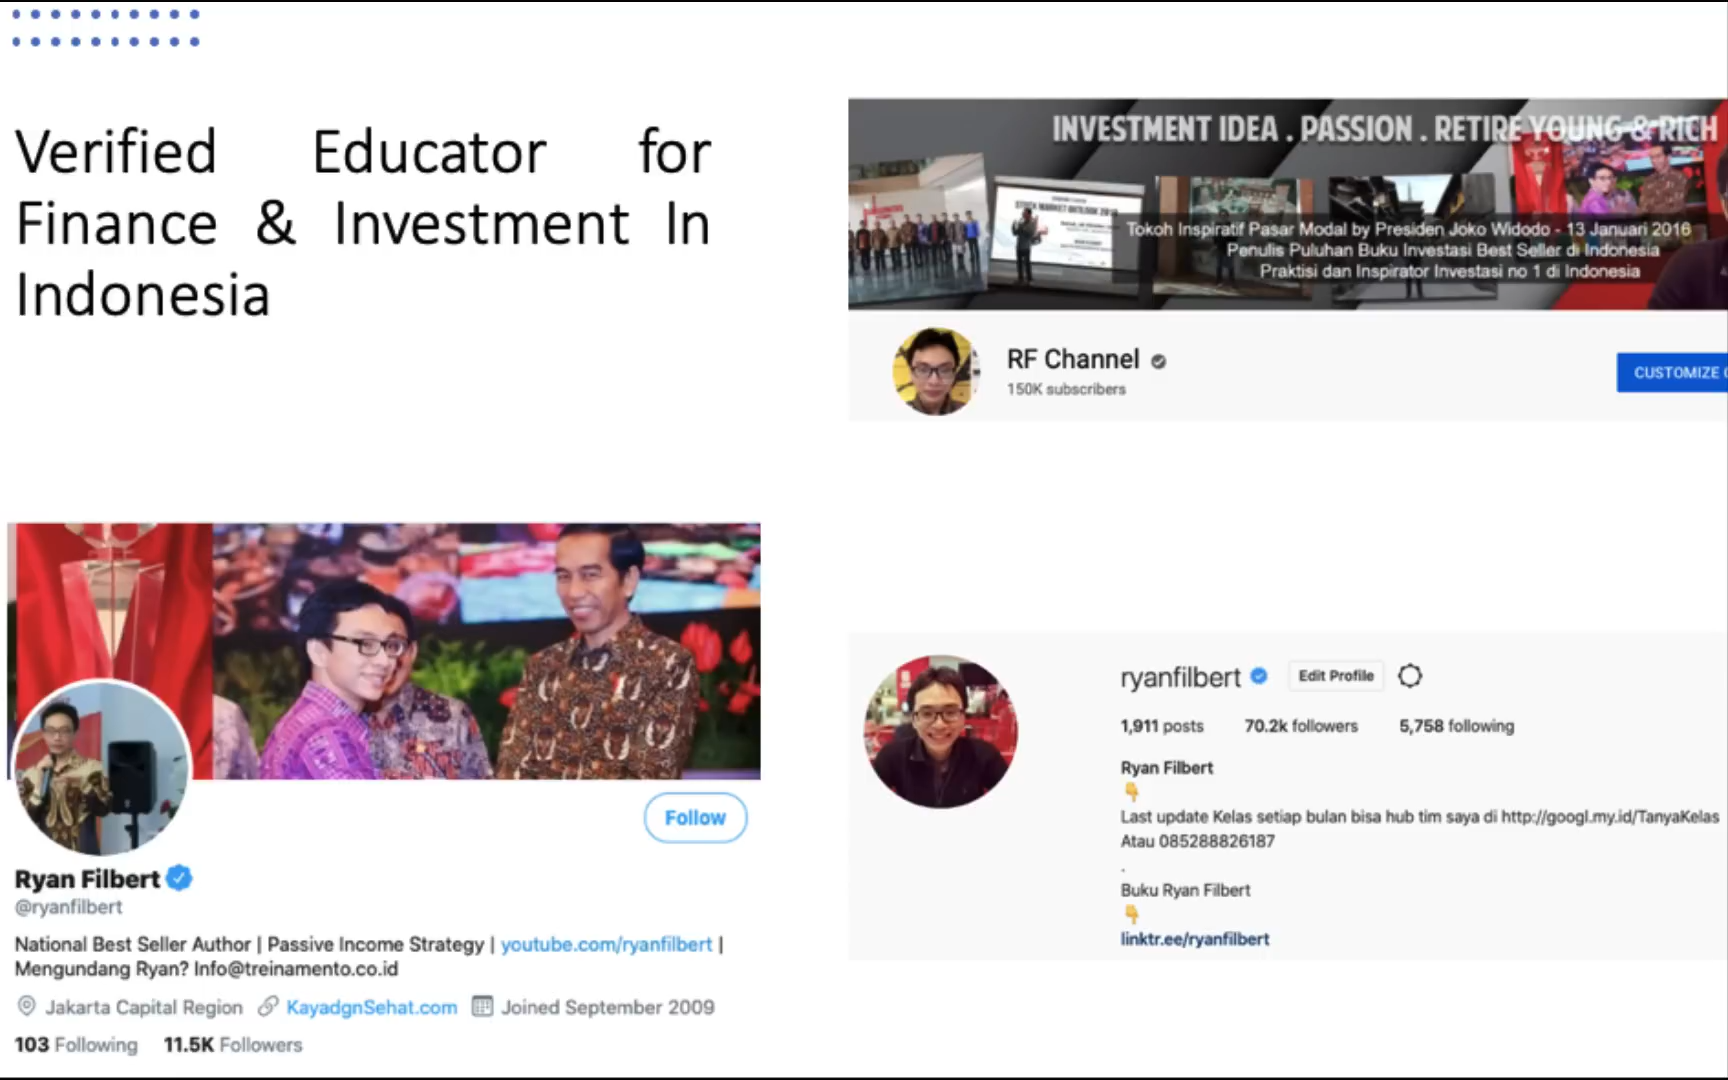 Verified Educator for
Finance & Investment In
Indonesia
INVESTMENT IDEA . PASSION . RETIRE YOUNG & RICH
STOCK MARKET OUTLOOK 2018
Tokoh Inspiratif Pasar Modal by Presiden Joko Widodo - 13 Januari 2016
Penulis Puluhan Buku Investasi Best Seller di Indonesia
Praktisi dan Inspirator Investasi no 1 di Indonesia
RF Channel
150K subscribers
CUSTOMIZE
Follow
Ryan Filbert
@ryanfilbert
National Best Seller Author | Passive Income Strategy | youtube.com/ryanfilbert |
Mengundang Ryan? Info@treinamento.co.id
Jakarta Capital Region KayadgnSehat.com Joined September 2009
103 Following 11.5K Followers
ryanfilbert Edit Profile
1,911 posts 70.2k followers 5,758 following
Ryan Filbert
Last update Kelas setiap bulan bisa hub tim saya di http://googl.my.id/TanyaKelas
Atau 085288826187
.
Buku Ryan Filbert
linktr.ee/ryanfilbert